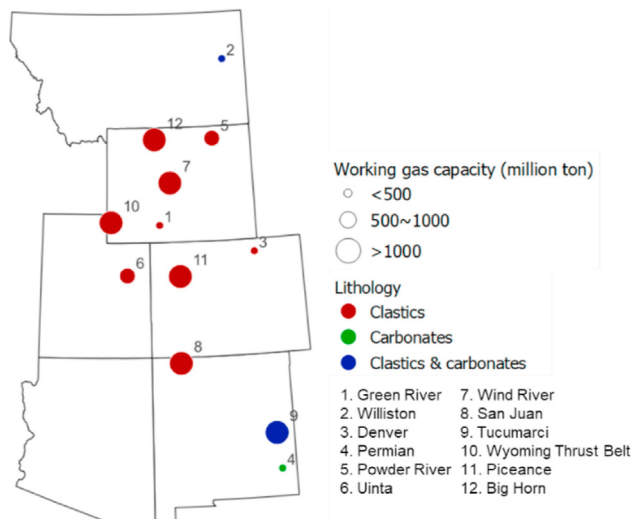 2
12
5
7
10
1
3
6
11
8
9
4
Working gas capacity (million ton)
<500
500~1000
>1000
Lithology
Clastics
Carbonates
Clastics & carbonates
1. Green River
2. Williston
3. Denver
4. Permian
5. Powder River
6. Uinta
7. Wind River
8. San Juan
9. Tucumarci
10. Wyoming Thrust Belt
11. Piceance
12. Big Horn